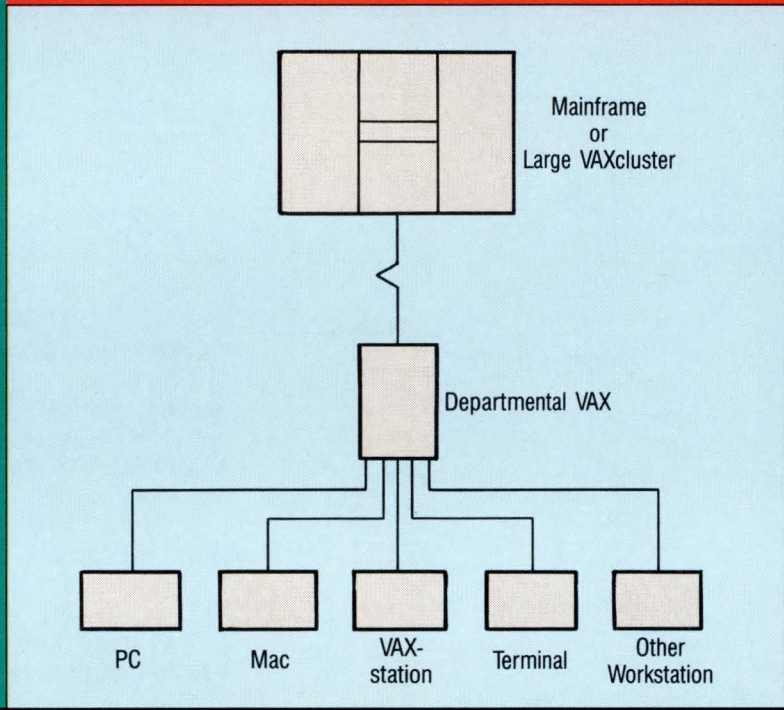 Mainframe
or
Large VAXcluster
Departmental VAX
PC
Mac
VAX-
station
Terminal
Other
Workstation